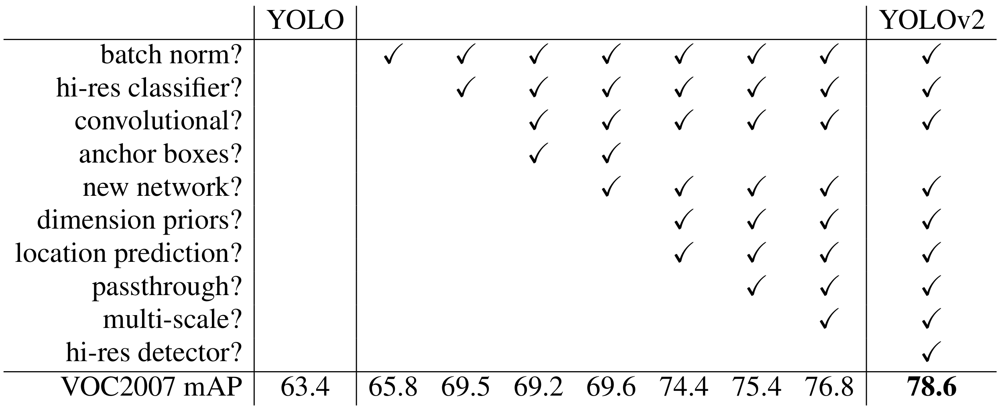 YOLO YOLOv2
batch norm? ✓ ✓ ✓ ✓ ✓ ✓ ✓ ✓
hi-res classifier? ✓ ✓ ✓ ✓ ✓ ✓ ✓
convolutional? ✓ ✓ ✓ ✓ ✓ ✓
anchor boxes? ✓ ✓
new network? ✓ ✓ ✓ ✓ ✓
dimension priors? ✓ ✓ ✓ ✓
location prediction? ✓ ✓ ✓ ✓
passthrough? ✓ ✓ ✓
multi-scale? ✓ ✓
hi-res detector? ✓
VOC2007 mAP 63.4 65.8 69.5 69.2 69.6 74.4 75.4 76.8 78.6